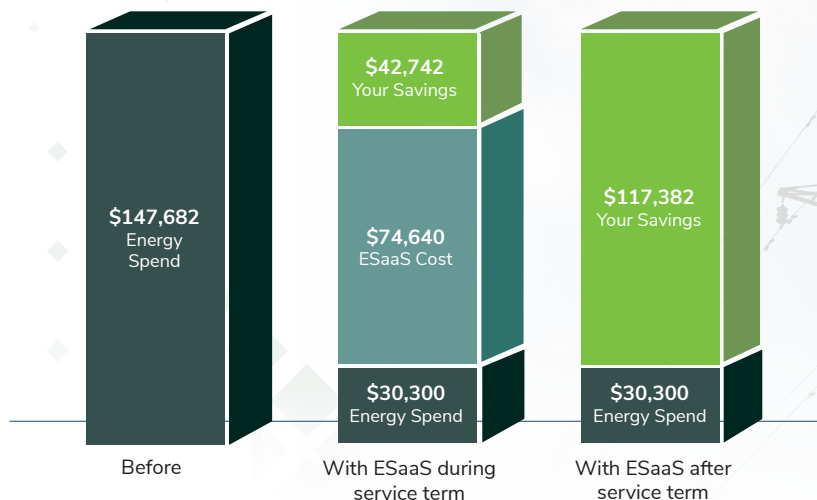 $147,682
Energy
Spend
Before
$42,742
Your Savings
$74,640
ESaaS Cost
$30,300
Energy Spend
With ESaaS during
service term
$117,382
Your Savings
$30,300
Energy Spend
With ESaaS after
service term